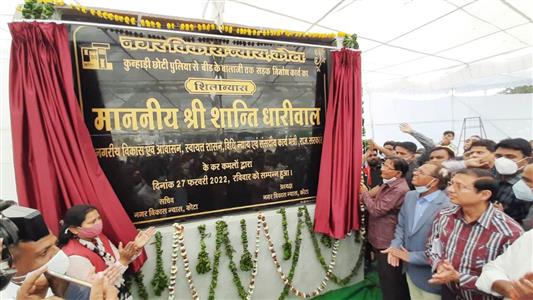 नगर विकास न्यास, कोटा
कुन्हाड़ी छोटी पुलिया से बीड़ के बालाजी तक सड़क निर्माण कार्य का
शिलान्यास
माननीय श्री शान्ति धारीवाल
नगरीय विकास एवं आवासन, स्वायत्त शासन, विधि न्याय एवं संसदीय कार्य मंत्री, राज. सरकार
के कर कमलों द्वारा
दिनांक 27 फरवरी 2022, रविवार को सम्पन्न हुआ।
सचिव
नगर विकास न्यास, कोटा
अध्यक्ष
नगर विकास न्यास, कोटा